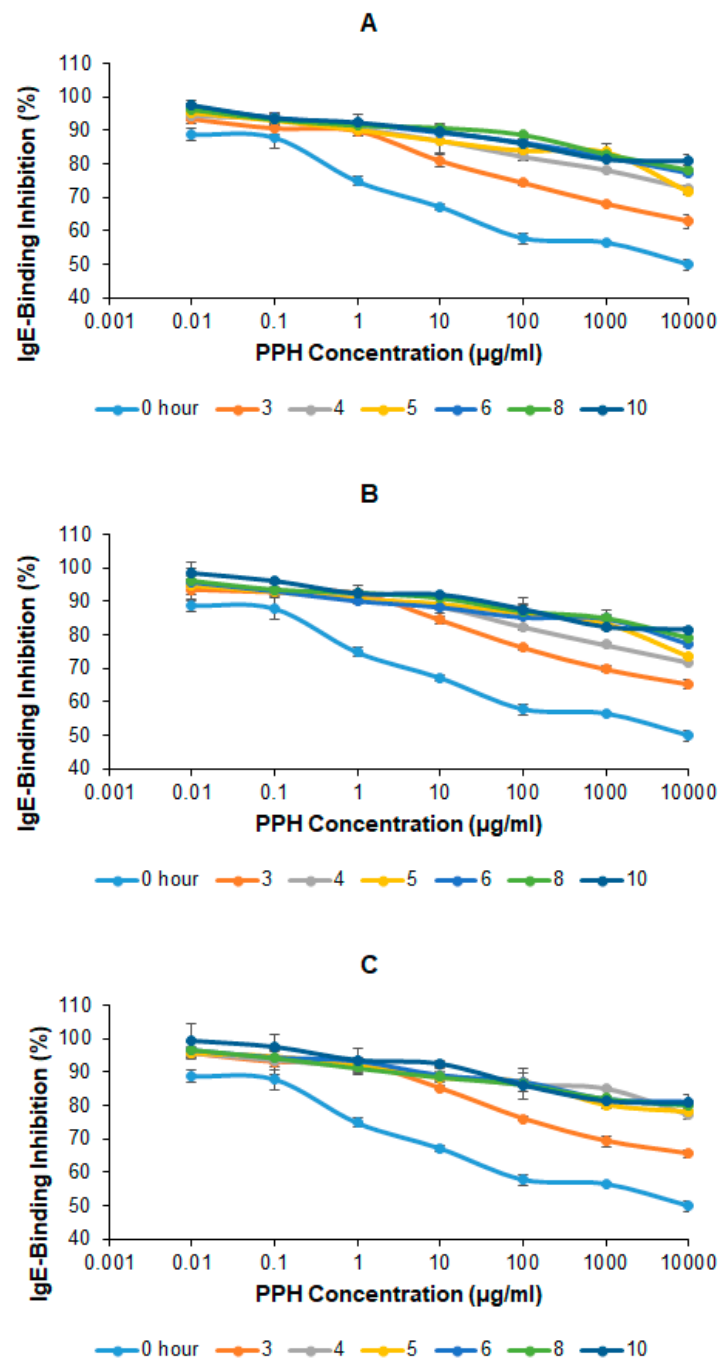 A
IgE-Binding Inhibition (%)
110
100
90
80
70
60
50
40
0.001 0.01 0.1 1 10 100 1000 10000
PPH Concentration (µg/ml)
0 hour 3 4 5 6 8 10
B
IgE-Binding Inhibition (%)
110
100
90
80
70
60
50
40
0.001 0.01 0.1 1 10 100 1000 10000
PPH Concentration (µg/ml)
0 hour 3 4 5 6 8 10
C
IgE-Binding Inhibition (%)
110
100
90
80
70
60
50
40
0.001 0.01 0.1 1 10 100 1000 10000
PPH Concentration (µg/ml)
0 hour 3 4 5 6 8 10